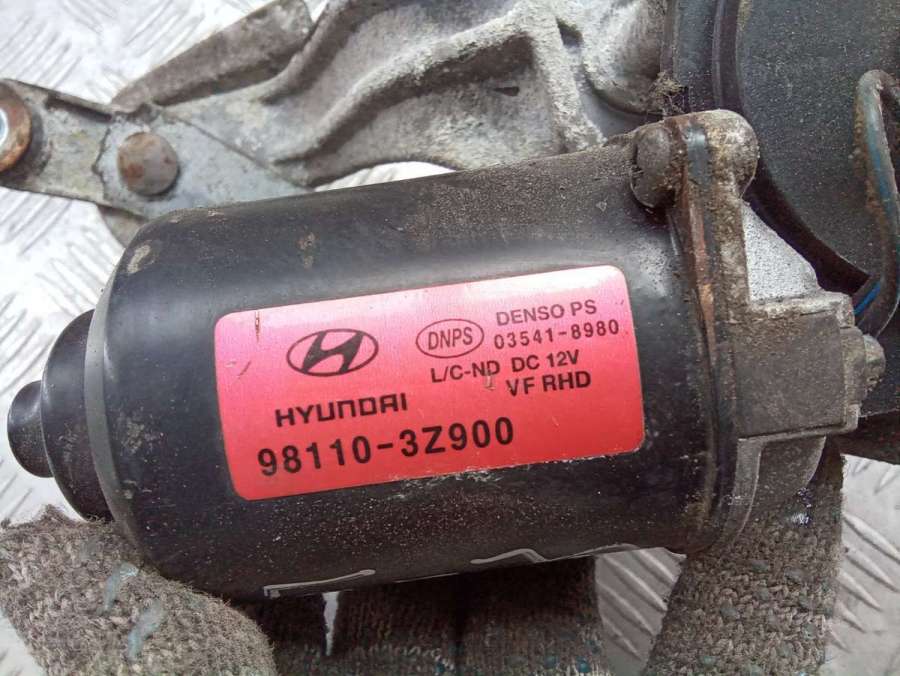 HYUNDAI
98110-3Z900
DNPS
DENSO PS
03541-8980
L/C-ND DC 12V
VF RHD